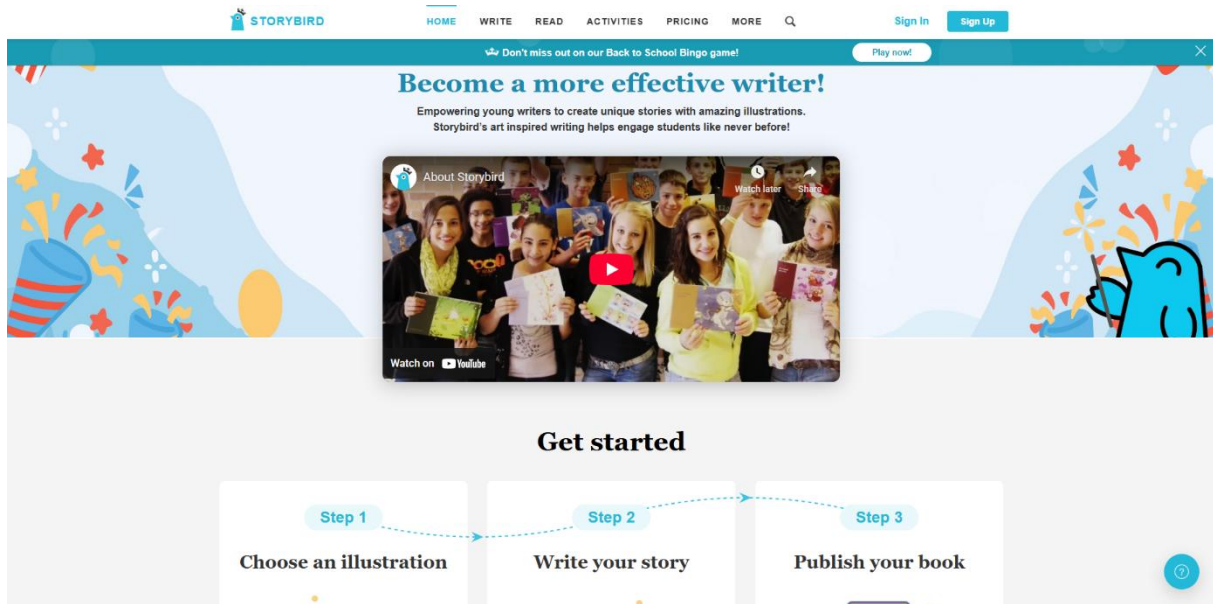 STORYBIRD
HOME WRITE READ ACTIVITIES PRICING MORE
Sign In
Sign Up
Don't miss out on our Back to School Bingo game!
Play now!
Become a more effective writer!
Empowering young writers to create unique stories with amazing illustrations.
Storybird's art inspired writing helps engage students like never before!
About Storybird
Watch later
Share
Watch on YouTube
Get started
Step 1
Step 2
Step 3
Choose an illustration
Write your story
Publish your book